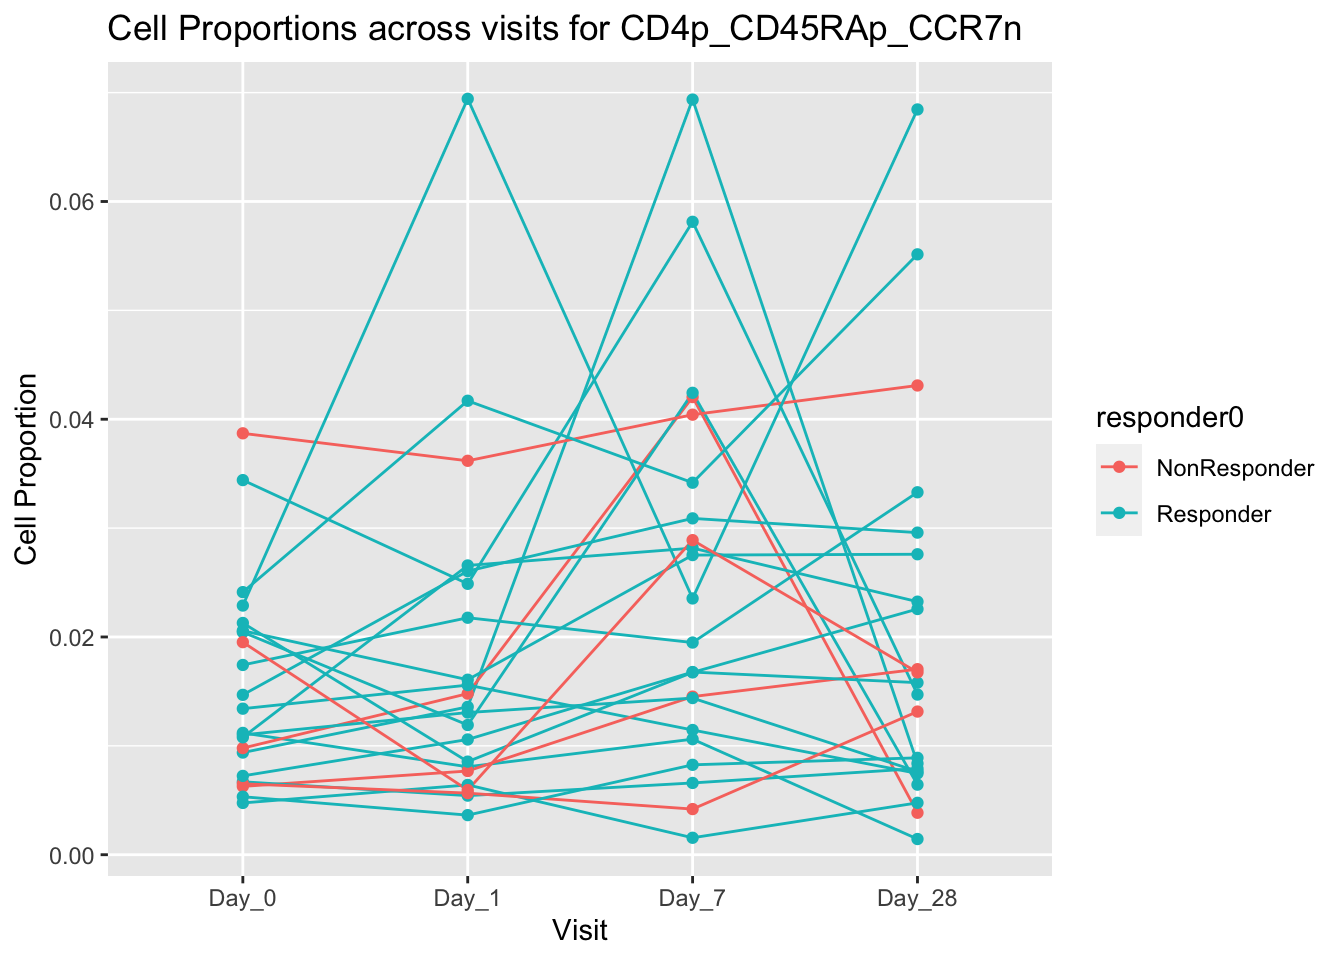 Cell Proportions across visits for CD4p_CD45RAp_CCR7n
0.06
0.04
0.02
0.00
Cell Proportion
Day_0 Day_1 Day_7 Day_28
Visit
responder0
NonResponder
Responder